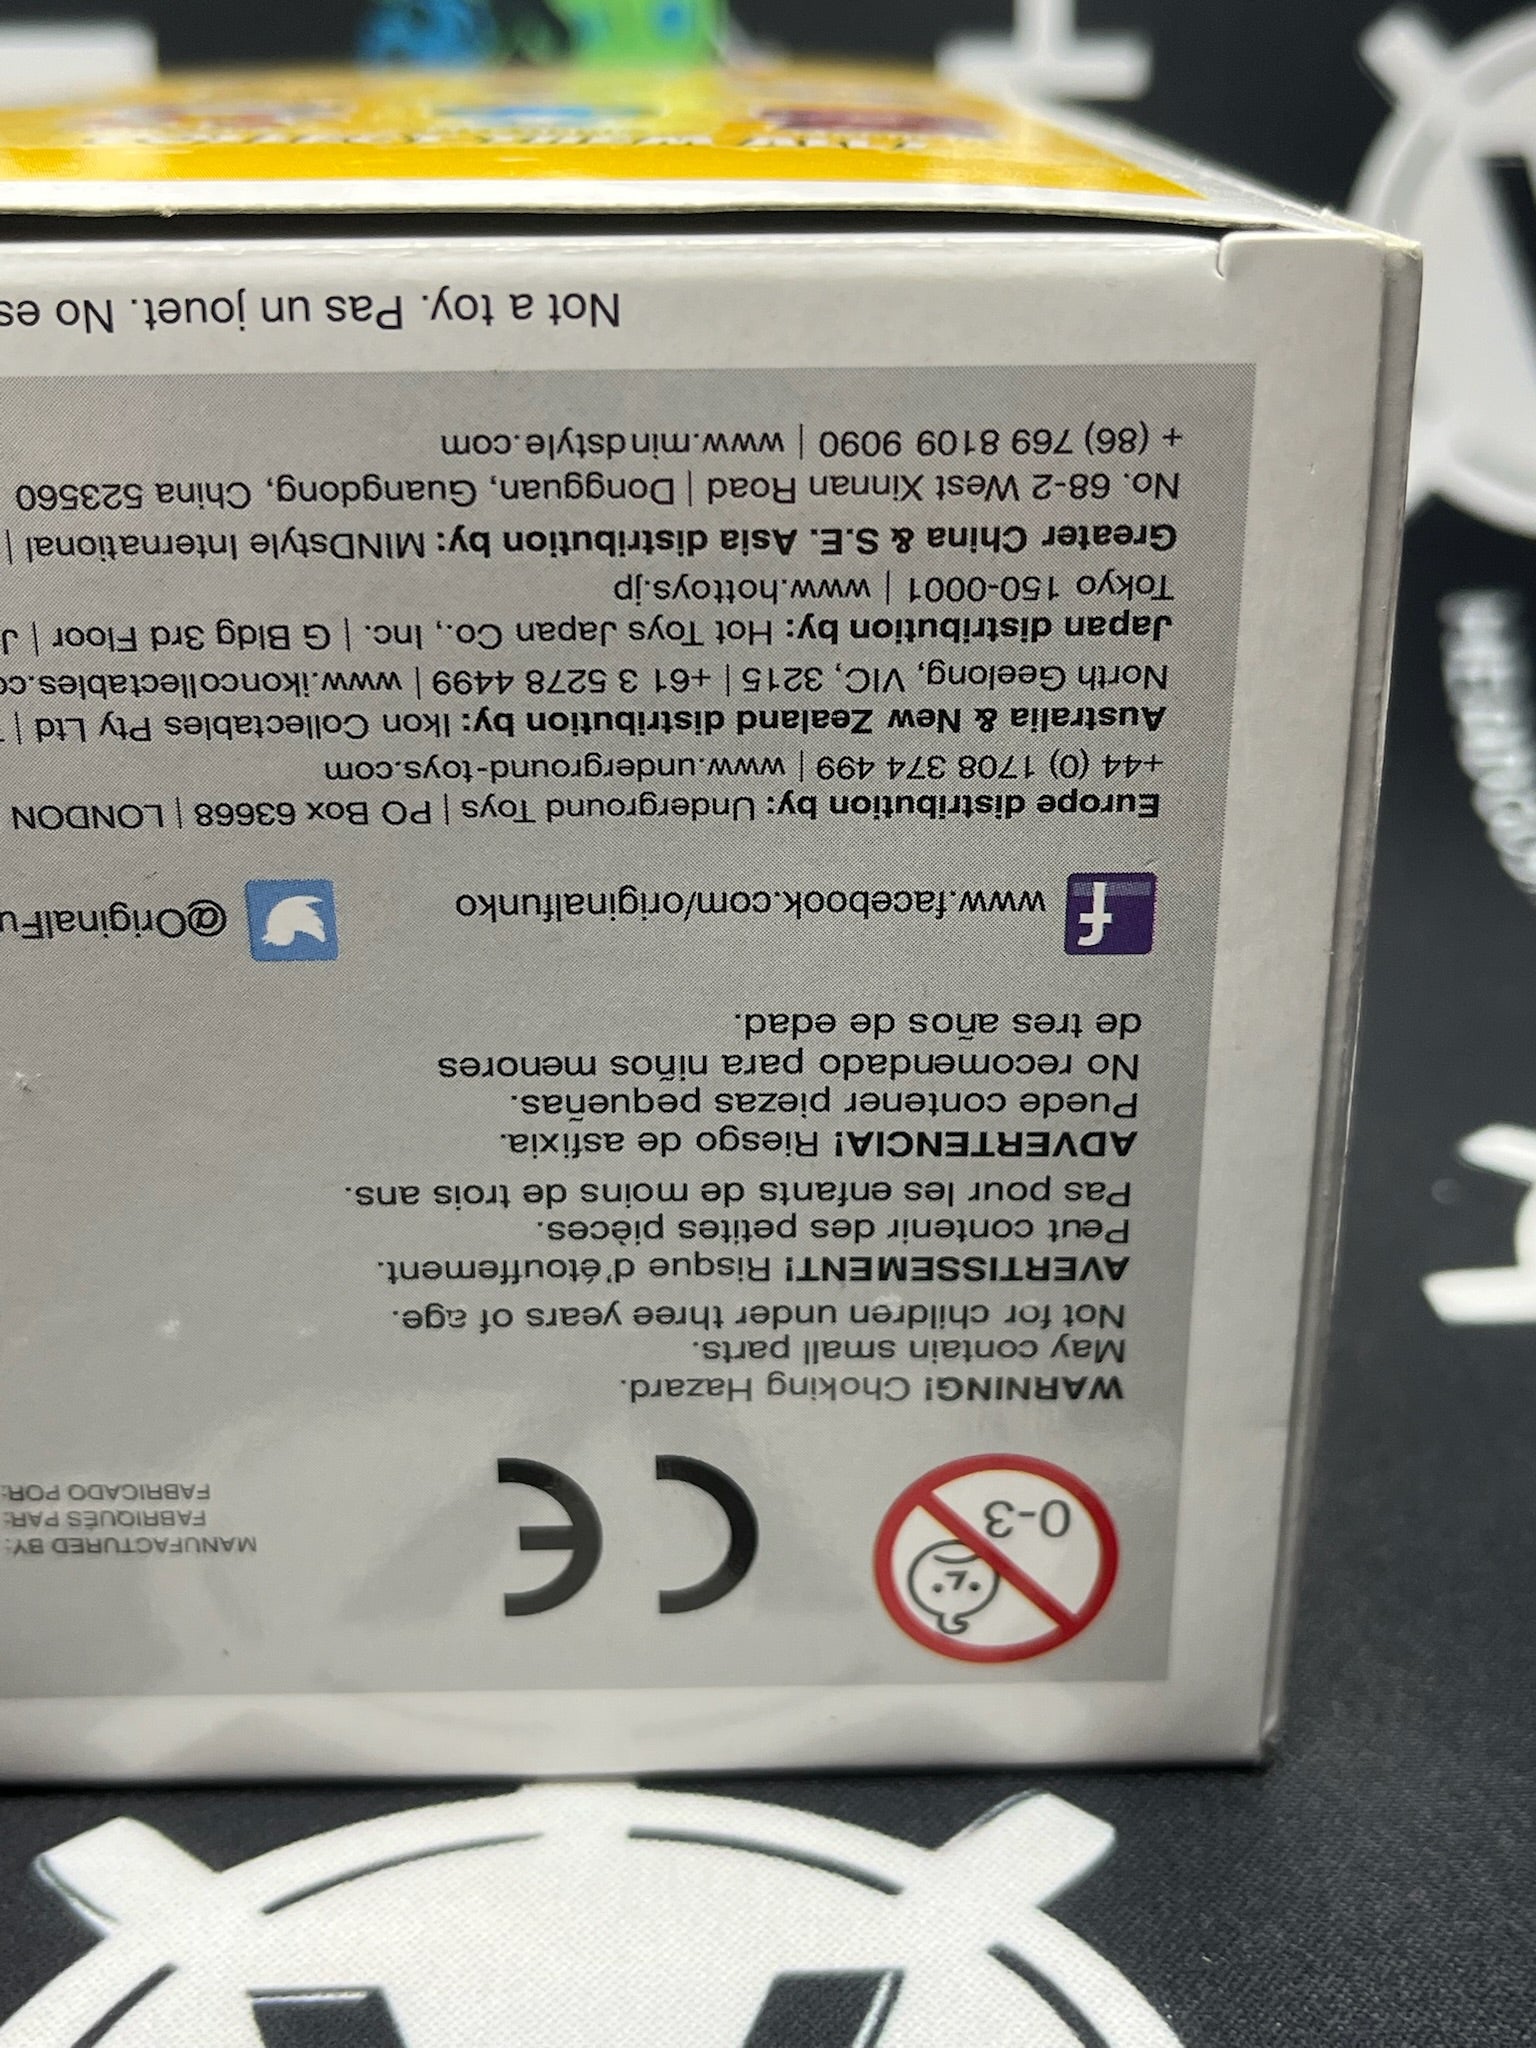 MANUFACTURED BY:
FABRIQUÉS PAR:
FABRICADO POR:
0-3
CE
WARNING! Choking Hazard.
May contain small parts.
Not for children under three years of age.
AVERTISSEMENT! Risque d'étouffement.
Peut contenir des petites pièces.
Pas pour les enfants de moins de trois ans.
ADVERTENCIA! Riesgo de asfixia.
Puede contener piezas pequeñas.
No recomendado para niños menores
de tres años de edad.
f www.facebook.com/originalfunko @OriginalFu
Europe distribution by: Underground Toys | PO Box 63668 | LONDON
+44 (0) 1708 374 499 | www.underground-toys.com
Australia & New Zealand distribution by: Ikon Collectables Pty Ltd |
North Geelong, VIC, 3215 | +61 3 5278 4499 | www.ikoncollectables.co
Japan distribution by: Hot Toys Japan Co., Inc. | G Bldg 3rd Floor | J
Tokyo 150-0001 | www.hottoys.jp
Greater China & S.E. Asia distribution by: MINDstyle International |
No. 68-2 West Xinnan Road | Dongguan, Guangdong, China 523560
+ (86) 769 8109 9090 | www.mindstyle.com
Not a toy. Pas un jouet. No es